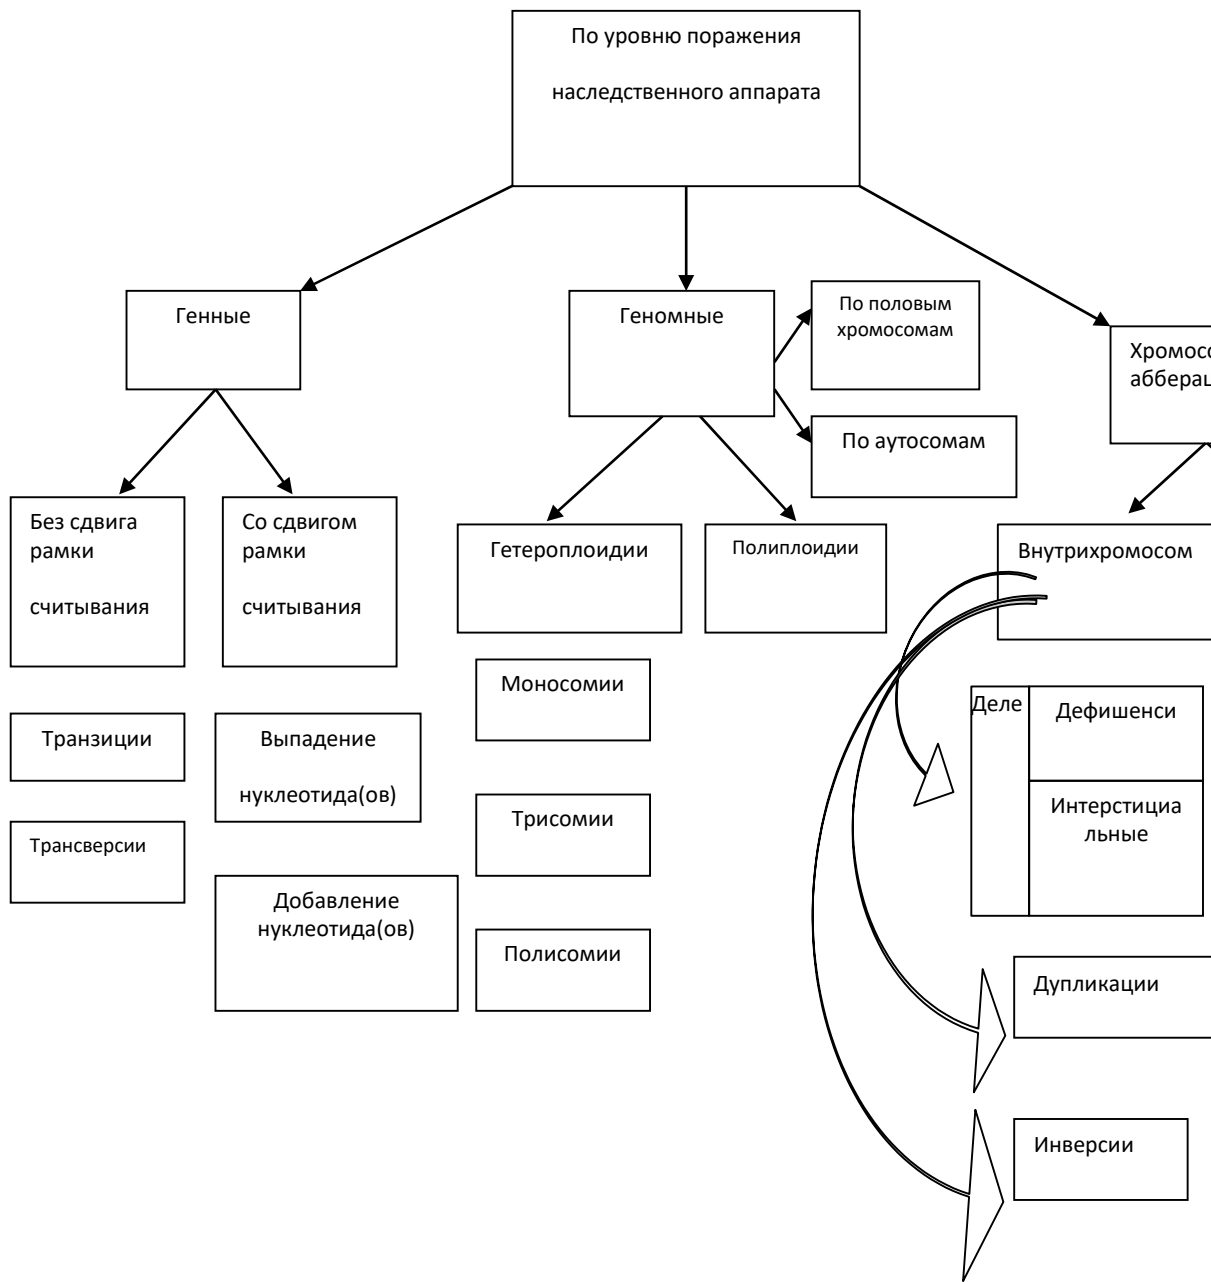 По уровню поражения
наследственного аппарата
Генные
Геномные
По половым
хромосомам
По аутосомам
Хромосо
абберац
Без сдвига
рамки
считывания
Со сдвигом
рамки
считывания
Гетероплоидии
Полиплоидии
Внутрихромосом
Транзиции
Трансверсии
Выпадение
нуклеотида(ов)
Добавление
нуклеотида(ов)
Моносомии
Трисомии
Полисомии
Деле
Дефишенси
Интерстициа
льные
Дупликации
Инверсии